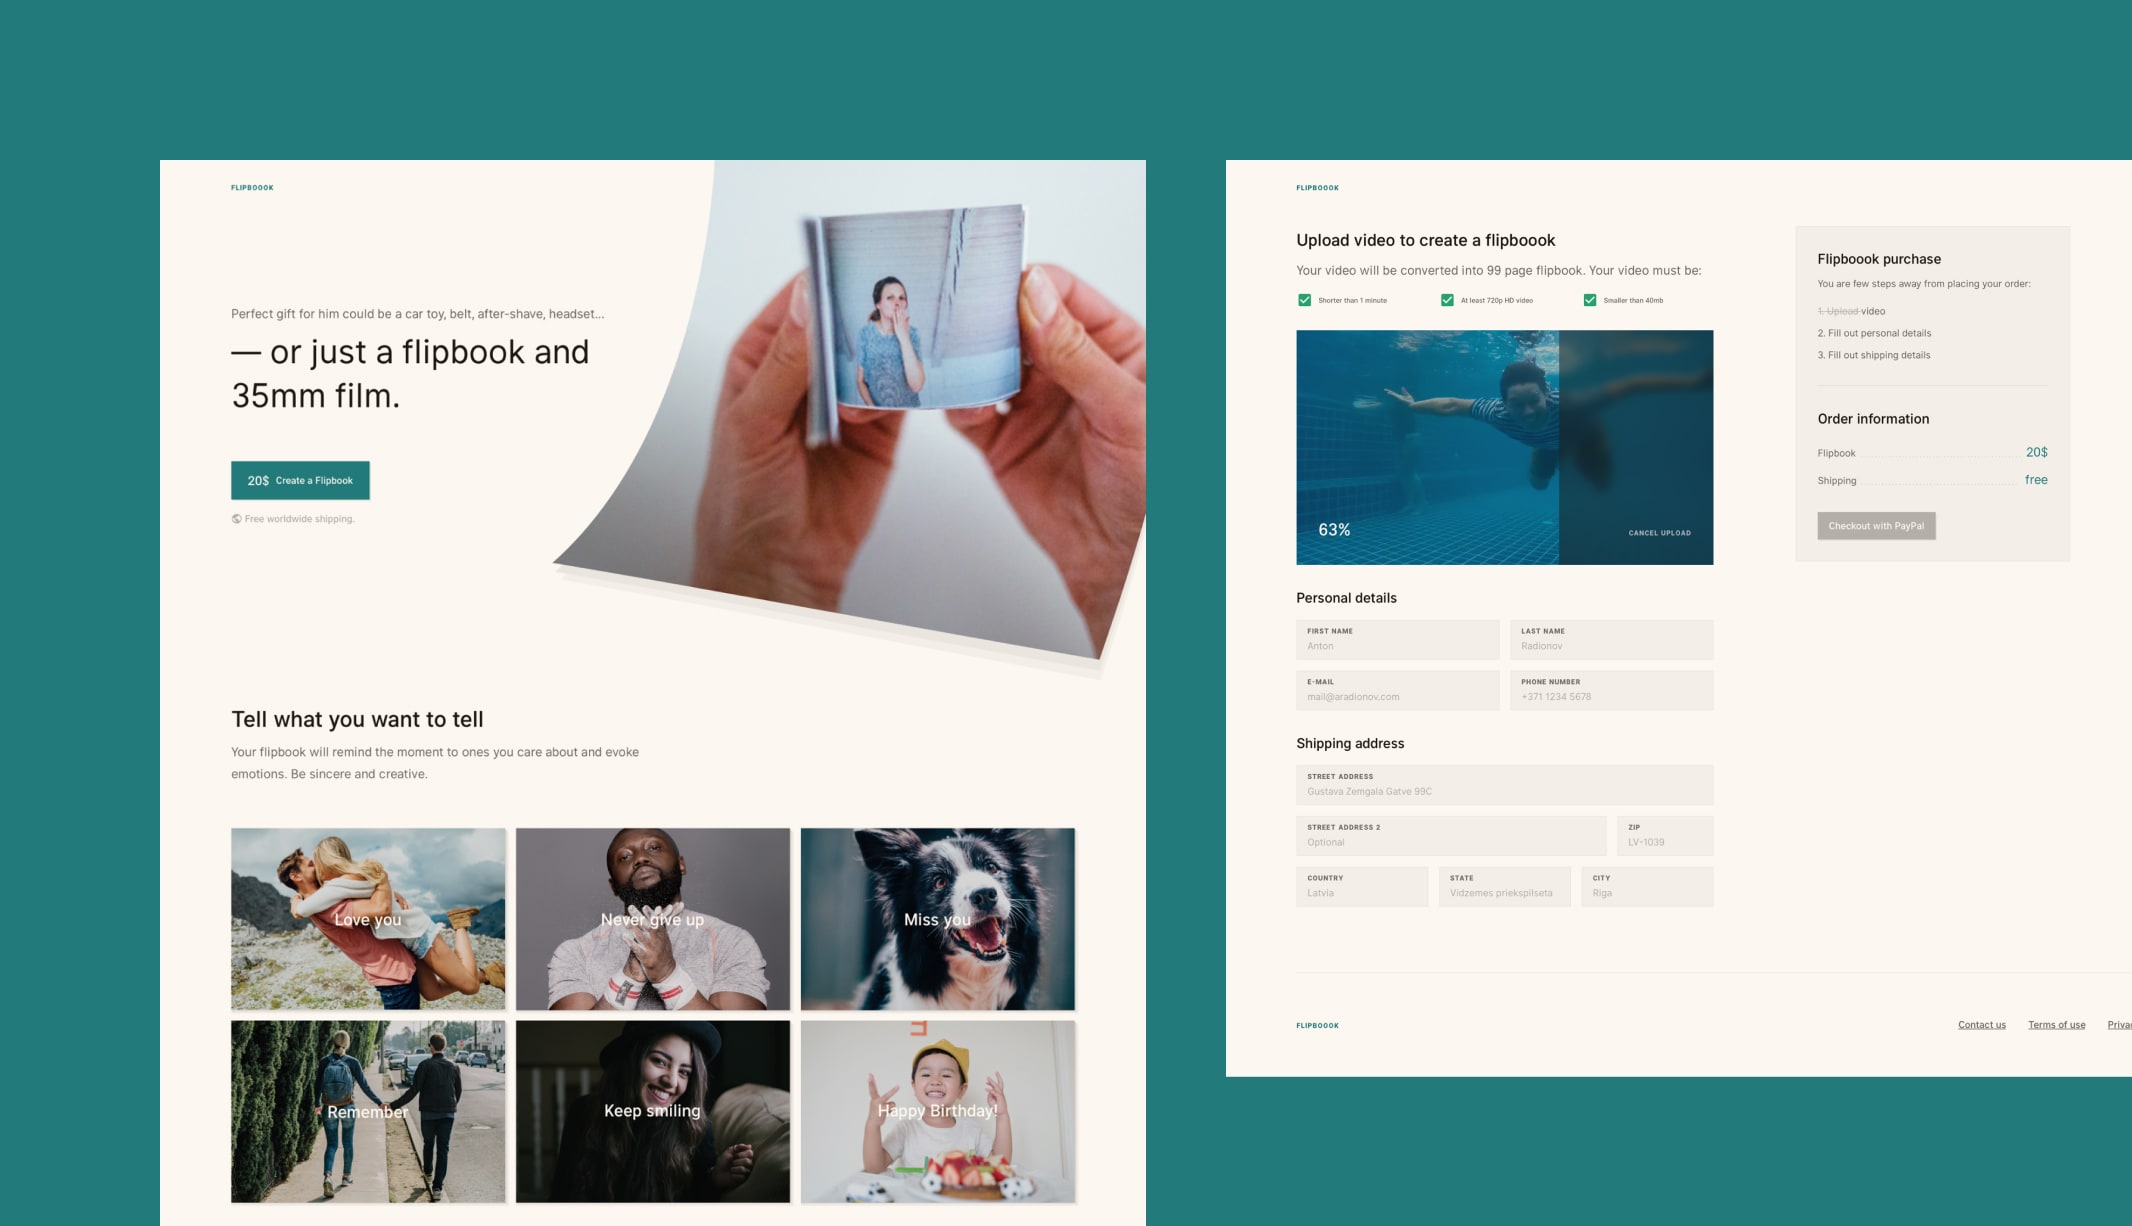 FLIPBOOOK
Perfect gift for him could be a car toy, belt, after-shave, headset...
— or just a flipbook and
35mm film.
20$ Create a Flipbook
Free worldwide shipping.
Tell what you want to tell
Your flipbook will remind the moment to ones you care about and evoke
emotions. Be sincere and creative.
Love you
Never give up
Miss you
Remember
Keep smiling
Happy Birthday!
FLIPBOOOK
Upload video to create a flipboook
Your video will be converted into 99 page flipbook. Your video must be:
Shorter than 1 minute
At least 720p HD video
Smaller than 40mb
63%
CANCEL UPLOAD
Personal details
FIRST NAME
Anton
LAST NAME
Radionov
E-MAIL
mail@aradionov.com
PHONE NUMBER
+371 1234 5678
Shipping address
STREET ADDRESS
Gustava Zemgala Gatve 99C
STREET ADDRESS 2
Optional
ZIP
LV-1039
COUNTRY
Latvia
STATE
Vidzemes priekspilseta
CITY
Riga
Flipboook purchase
You are few steps away from placing your order:
1. Upload video
2. Fill out personal details
3. Fill out shipping details
Order information
Flipbook 20$
Shipping free
Checkout with PayPal
FLIPBOOOK
Contact us
Terms of use